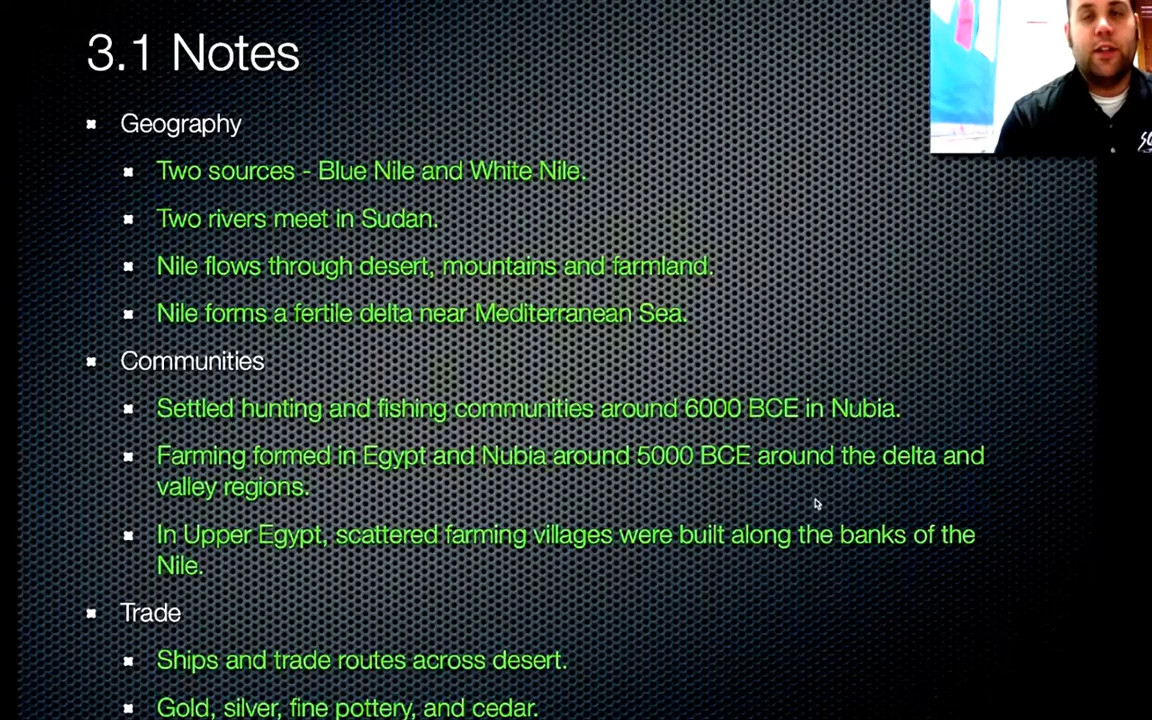 3.1 Notes
Geography
Two sources - Blue Nile and White Nile.
Two rivers meet in Sudan.
Nile flows through desert, mountains and farmland.
Nile forms a fertile delta near Mediterranean Sea.
Communities
Settled hunting and fishing communities around 6000 BCE in Nubia.
Farming formed in Egypt and Nubia around 5000 BCE around the delta and
valley regions.
In Upper Egypt, scattered farming villages were built along the banks of the
Nile.
Trade
Ships and trade routes across desert.
Gold, silver, fine pottery, and cedar.